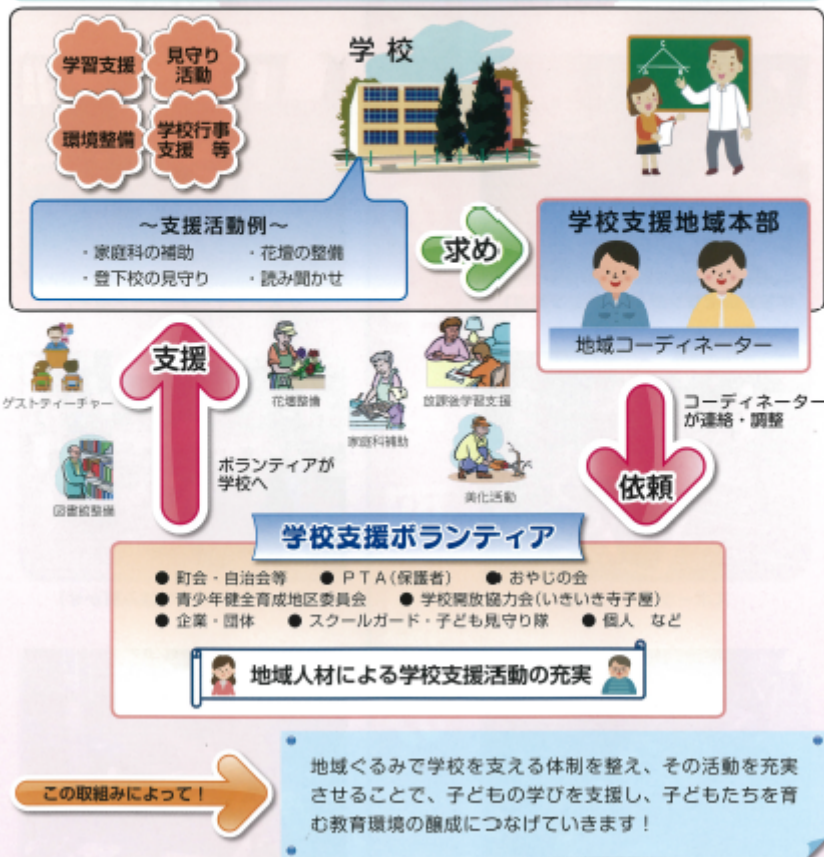 学習支援
見守り
活動
環境整備
学校行事
支援 等
学校
～支援活動例～
・家庭科の補助 ・花壇の整備
・登下校の見守り ・読み聞かせ
求め
学校支援地域本部
地域コーディネーター
支援
ゲストティーチャー
図書館整備
花壇整備
家庭科補助
放課後学習支援
美化活動
ボランティアが
学校へ
コーディネーター
が連絡・調整
依頼
学校支援ボランティア
● 町会・自治会等 ● PTA(保護者) ● おやじの会
● 青少年健全育成地区委員会 ● 学校開放協力会(いきいき寺子屋)
● 企業・団体 ● スクールガード・子ども見守り隊 ● 個人 など
地域人材による学校支援活動の充実
この取組みによって！
地域ぐるみで学校を支える体制を整え、その活動を充実
させることで、子どもの学びを支援し、子どもたちを育
む教育環境の醸成につなげていきます！